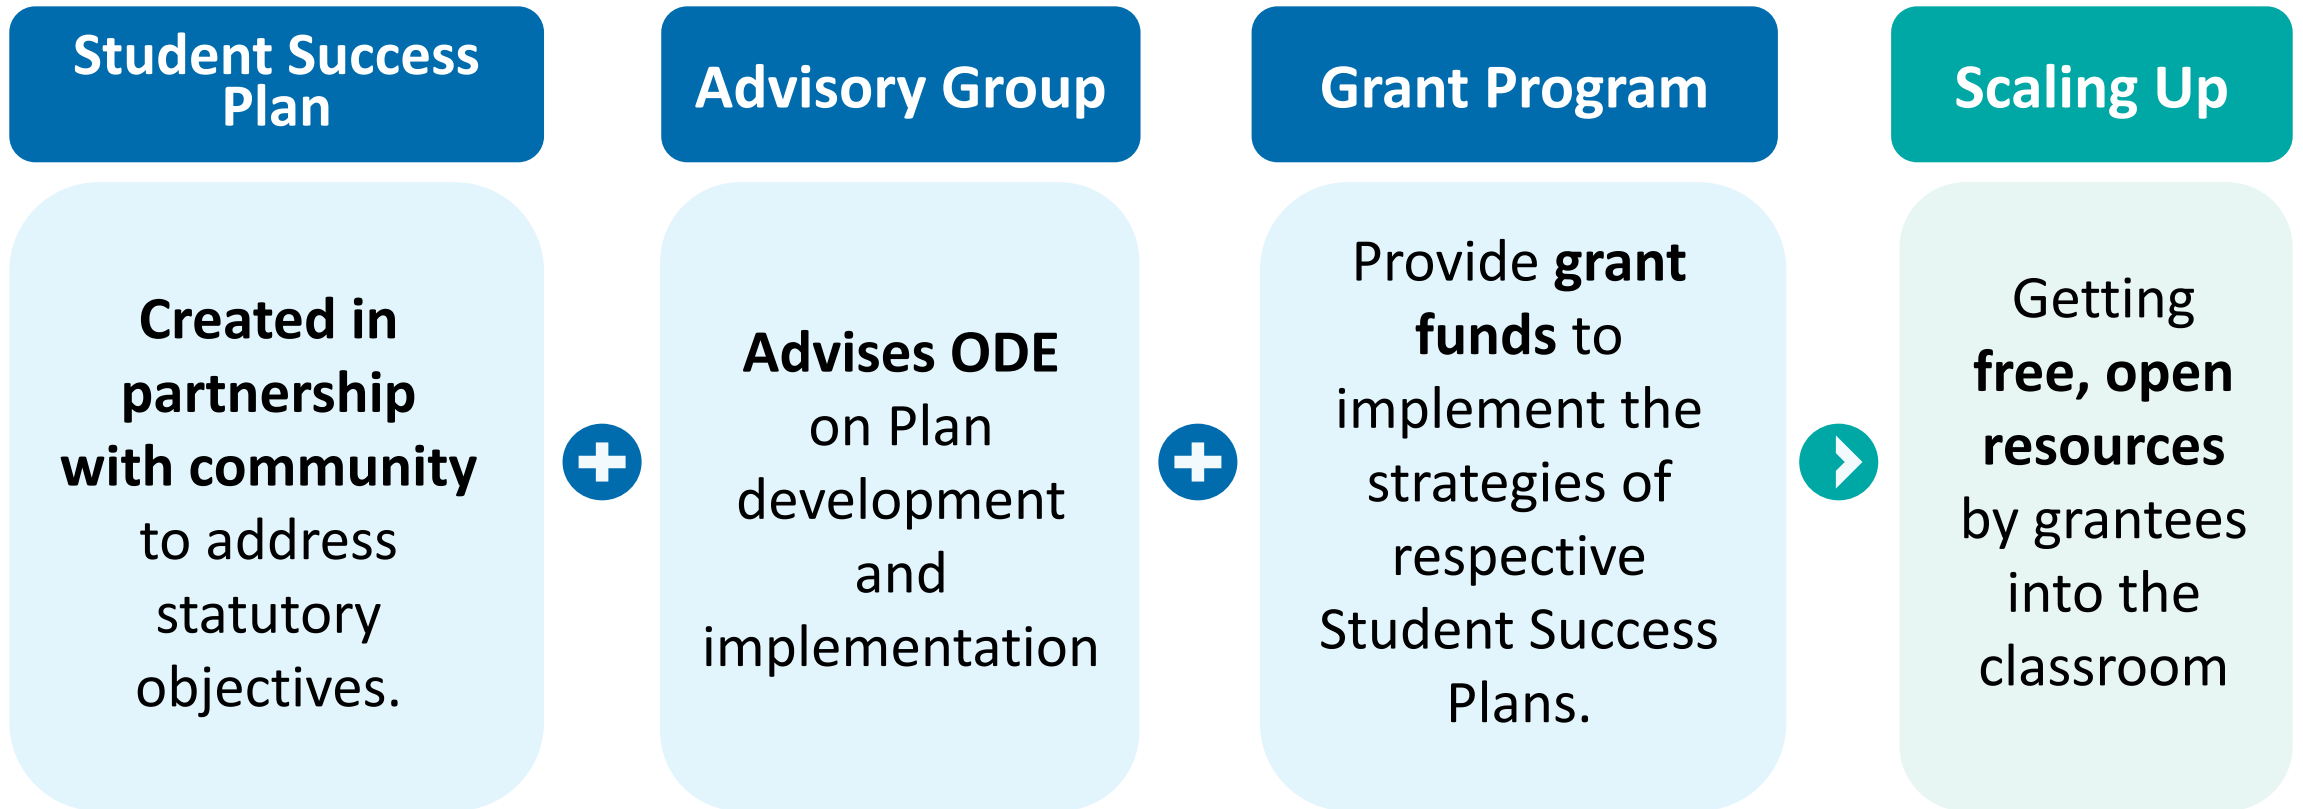 Student Success
Plan
Created in
partnership
with community
to address
statutory
objectives.
Advisory Group
Advises ODE
on Plan
development
and
implementation
Grant Program
Provide grant
funds to
implement the
strategies of
respective
Student Success
Plans.
Scaling Up
Getting
free, open
resources
by grantees
into the
classroom